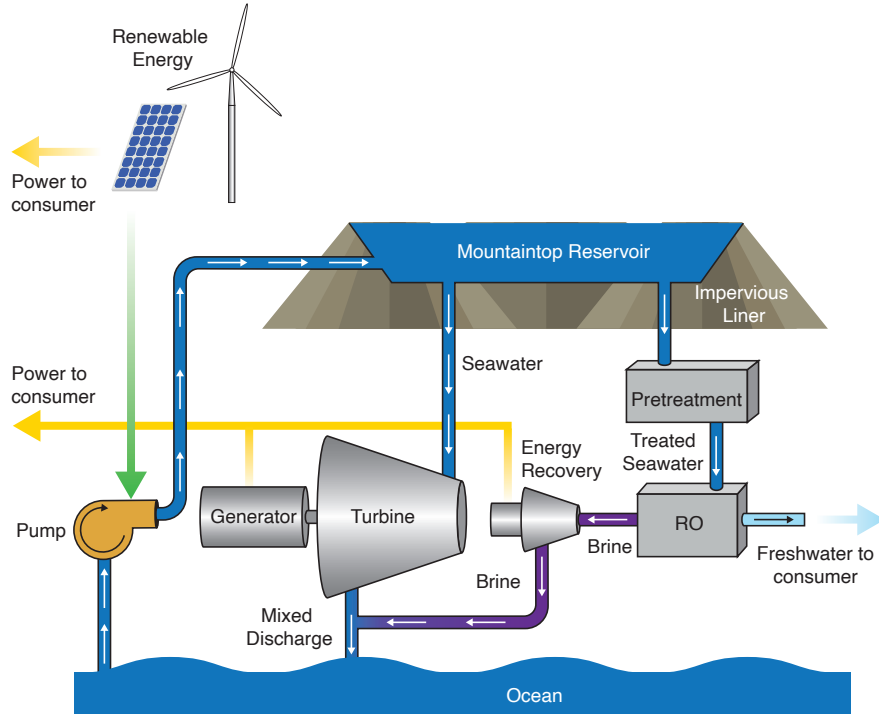 Renewable
Energy
Power to
consumer
Mountaintop Reservoir
Impervious
Liner
Seawater
Power to
consumer
Pretreatment
Treated
Seawater
Energy
Recovery
Pump
Generator
Turbine
RO
Brine
Freshwater to
consumer
Brine
Mixed
Discharge
Ocean